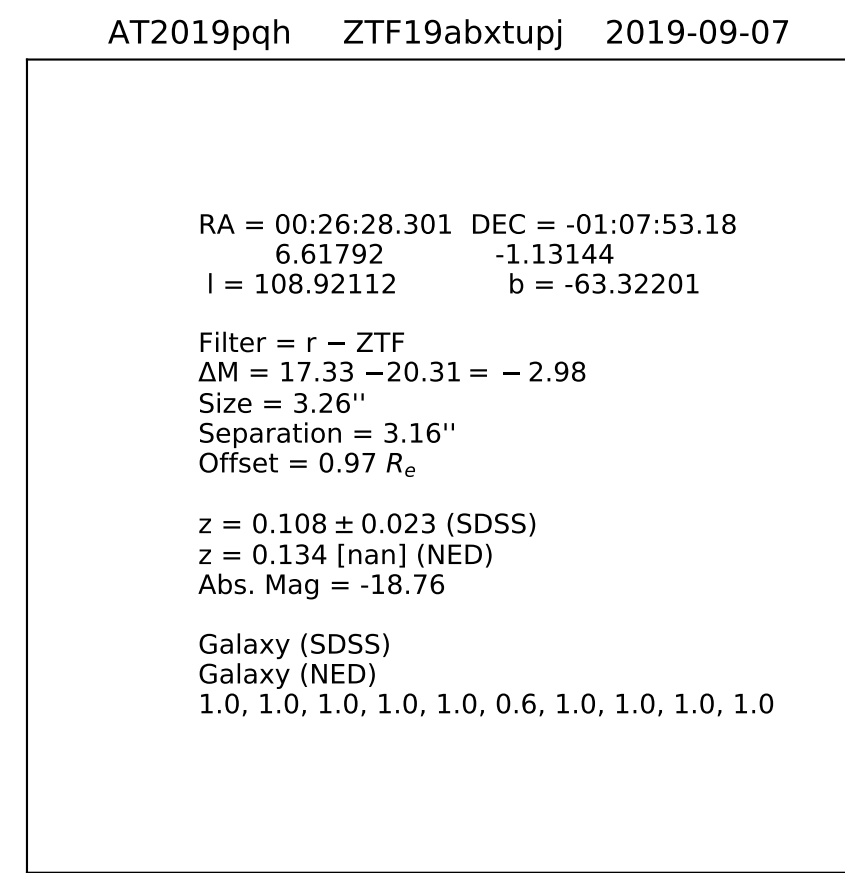 AT2019pqh ZTF19abxtupj 2019-09-07
RA = 00:26:28.301 DEC = -01:07:53.18
6.61792 -1.13144
l = 108.92112 b = -63.32201
Filter = r − ZTF
ΔM = 17.33 −20.31 = − 2.98
Size = 3.26''
Separation = 3.16''
Offset = 0.97 Re
z = 0.108 ± 0.023 (SDSS)
z = 0.134 [nan] (NED)
Abs. Mag = -18.76
Galaxy (SDSS)
Galaxy (NED)
1.0, 1.0, 1.0, 1.0, 1.0, 0.6, 1.0, 1.0, 1.0, 1.0